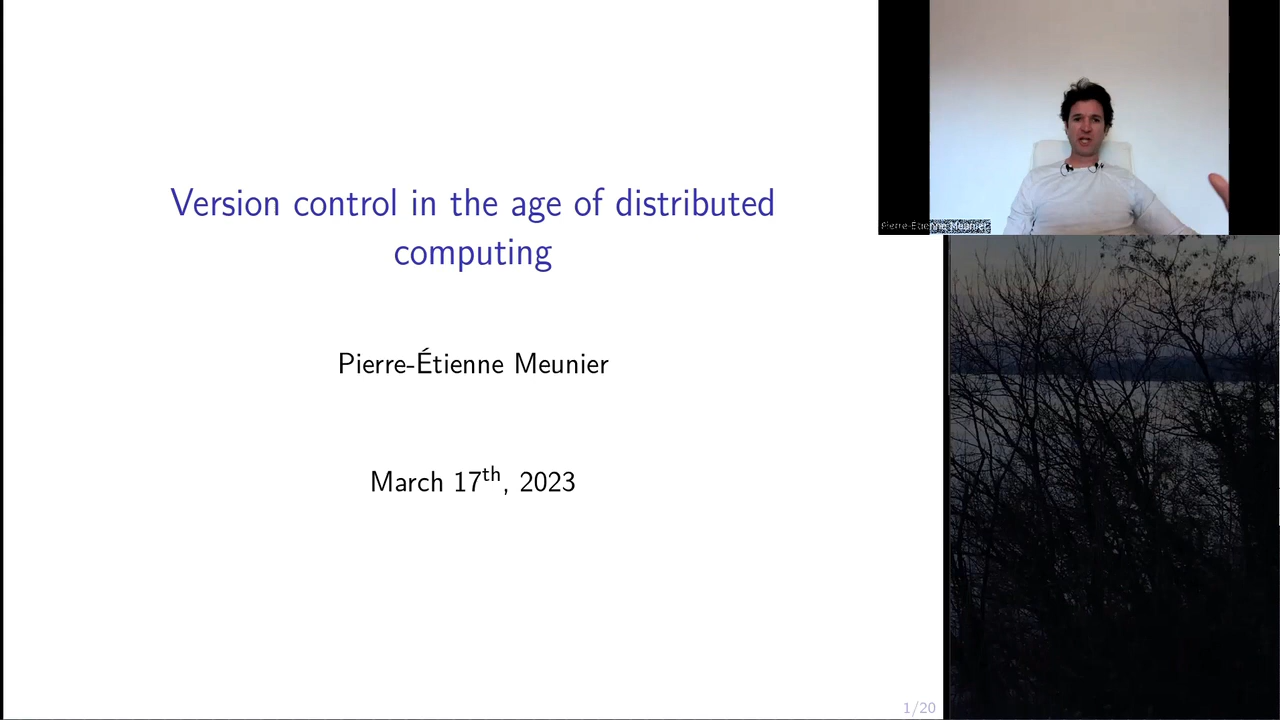 Version control in the age of distributed
computing
Pierre-Étienne Meunier
March 17th, 2023
1/20
Pierre-Étienne Meunier